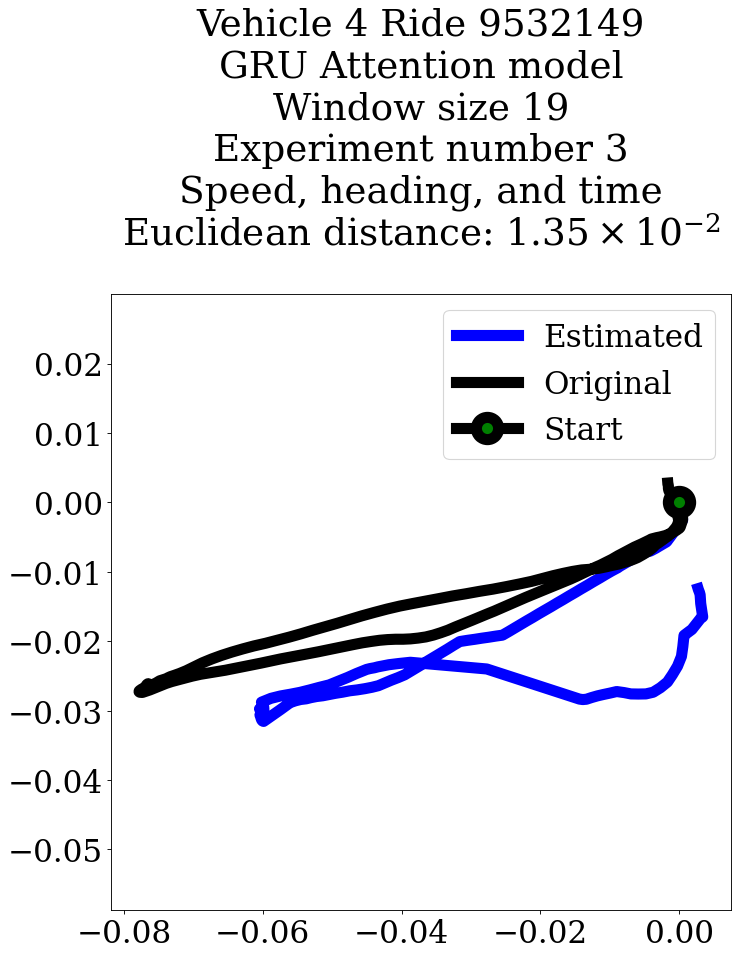 Vehicle 4 Ride 9532149
GRU Attention model
Window size 19
Experiment number 3
Speed, heading, and time
Euclidean distance: 1.35 × 10⁻²
Estimated
Original
Start
0.02
0.01
0.00
−0.01
−0.02
−0.03
−0.04
−0.05
−0.08 −0.06 −0.04 −0.02 0.00